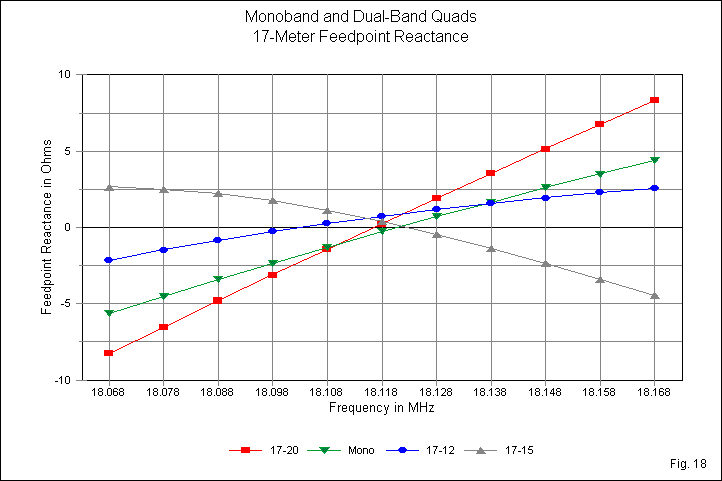 Monoband and Dual-Band Quads
17-Meter Feedpoint Reactance
Feedpoint Reactance in Ohms
10
5
0
-5
-10
18.068 18.078 18.088 18.098 18.108 18.118 18.128 18.138 18.148 18.158 18.168
Frequency in MHz
17-20 Mono 17-12 17-15
Fig. 18